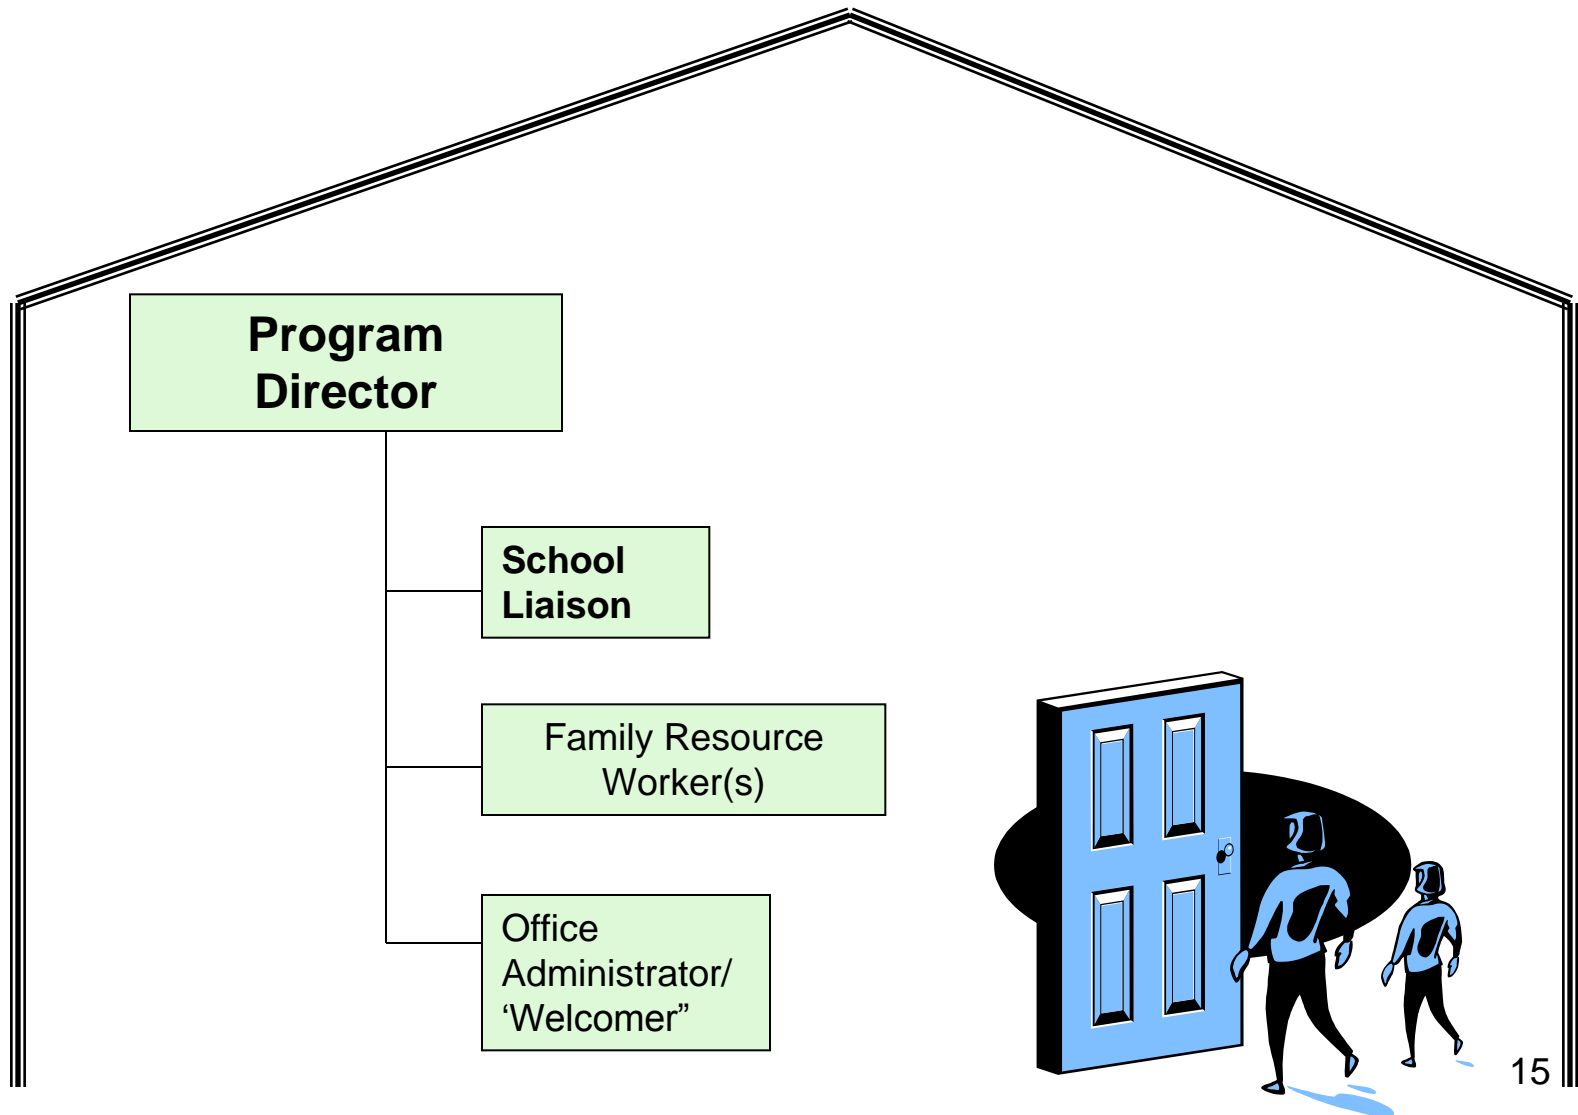 Program
Director
School
Liaison
Family Resource
Worker(s)
Office
Administrator/
‘Welcomer”
15